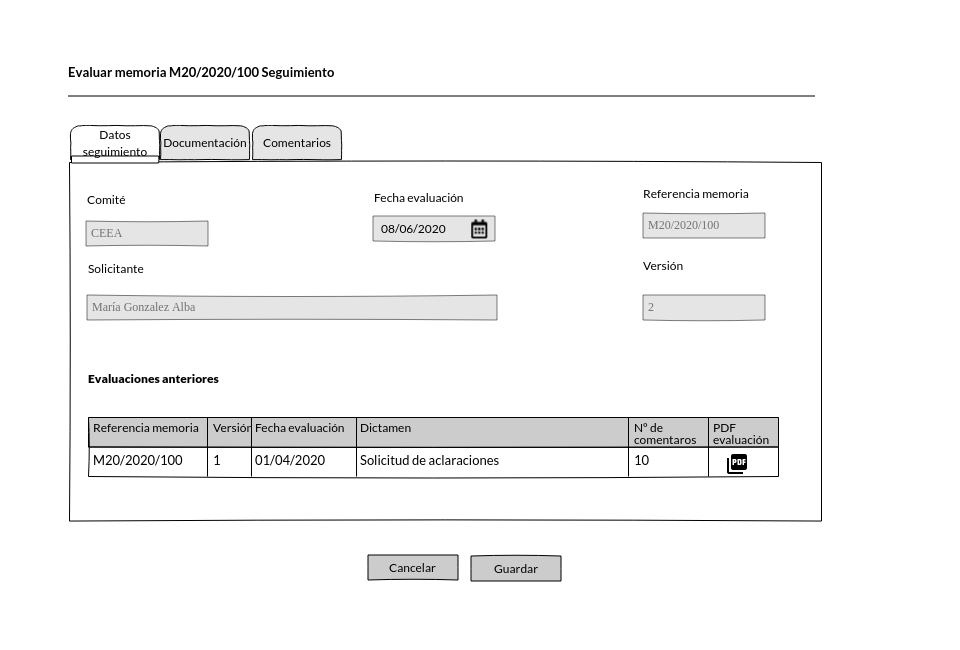 Evaluar memoria M20/2020/100 Seguimiento
Datos
seguimiento
Documentación
Comentarios
Comité
Fecha evaluación
Referencia memoria
CEEA
08/06/2020
M20/2020/100
Solicitante
Versión
María Gonzalez Alba
2
Evaluaciones anteriores
Referencia memoria Versión Fecha evaluación Dictamen Nº de comentaros PDF evaluación
M20/2020/100 1 01/04/2020 Solicitud de aclaraciones 10 PDF
Cancelar Guardar